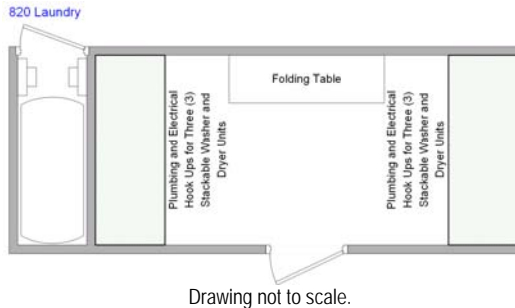 820 Laundry
Folding Table
Plumbing and Electrical
Hook Ups for Three (3)
Stackable Washer and
Dryer Units
Plumbing and Electrical
Hook Ups for Three (3)
Stackable Washer and
Dryer Units
Drawing not to scale.